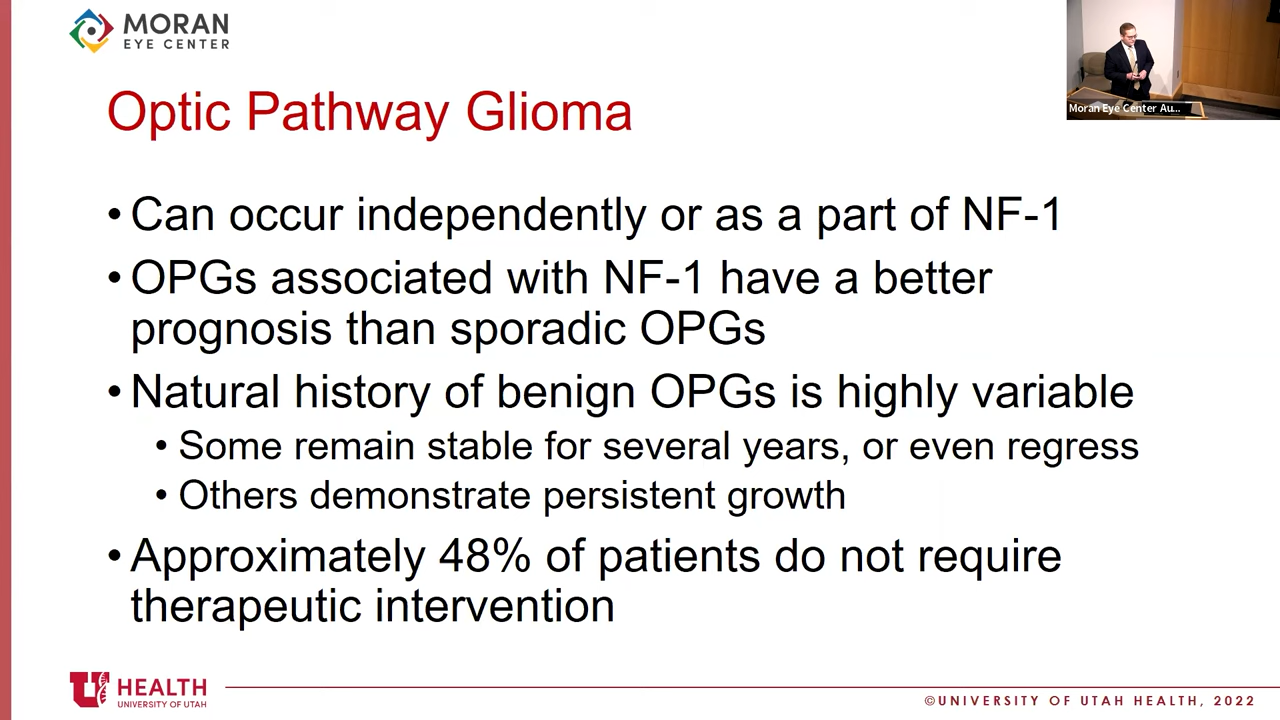 MORAN
EYE CENTER
Moran Eye Center Au...
Optic Pathway Glioma
• Can occur independently or as a part of NF-1
• OPGs associated with NF-1 have a better
prognosis than sporadic OPGs
• Natural history of benign OPGs is highly variable
• Some remain stable for several years, or even regress
• Others demonstrate persistent growth
• Approximately 48% of patients do not require
therapeutic intervention
U HEALTH
UNIVERSITY OF UTAH
©UNIVERSITY OF UTAH HEALTH, 2022